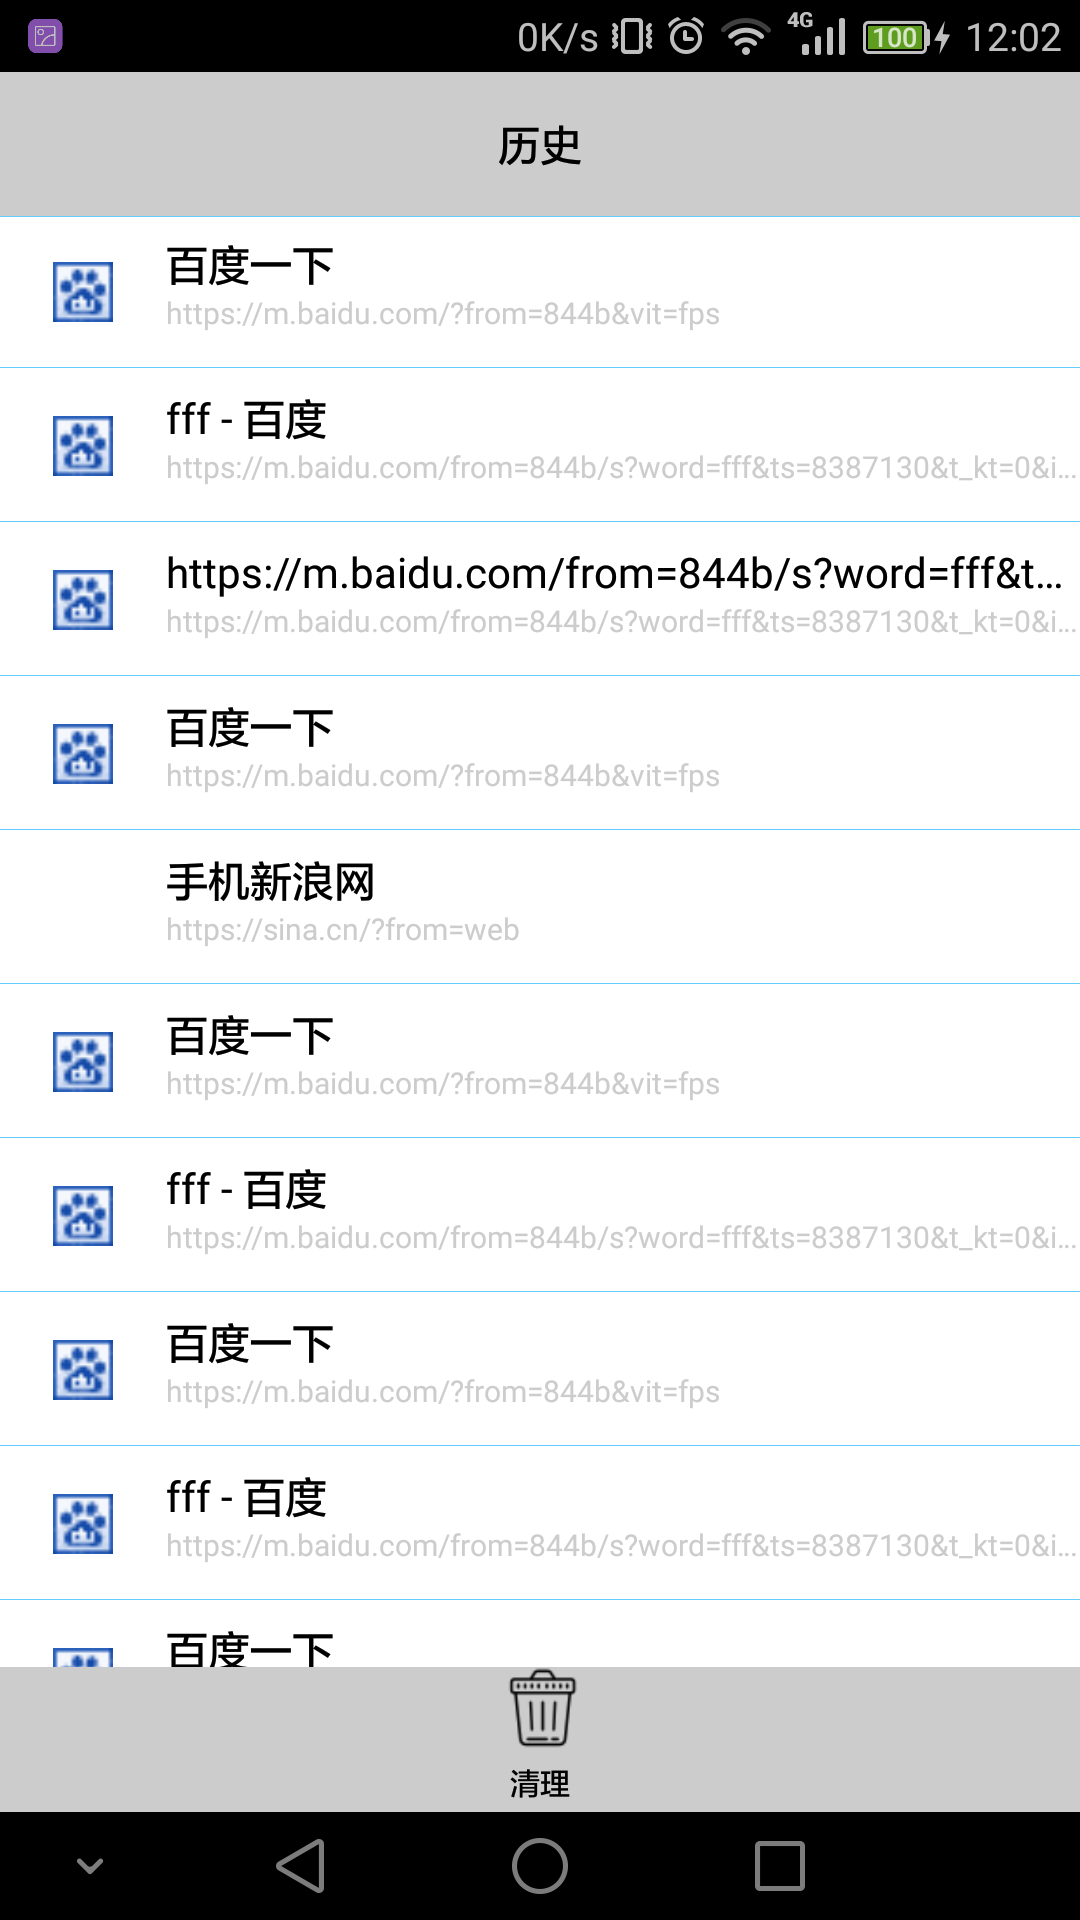 0K/s 4G 100 12:02
历史
百度一下
https://m.baidu.com/?from=844b&vit=fps
fff - 百度
https://m.baidu.com/from=844b/s?word=fff&ts=8387130&t_kt=0&i...
https://m.baidu.com/from=844b/s?word=fff&t...
https://m.baidu.com/from=844b/s?word=fff&ts=8387130&t_kt=0&i...
百度一下
https://m.baidu.com/?from=844b&vit=fps
手机新浪网
https://sina.cn/?from=web
百度一下
https://m.baidu.com/?from=844b&vit=fps
fff - 百度
https://m.baidu.com/from=844b/s?word=fff&ts=8387130&t_kt=0&i...
百度一下
https://m.baidu.com/?from=844b&vit=fps
fff - 百度
https://m.baidu.com/from=844b/s?word=fff&ts=8387130&t_kt=0&i...
百度一下
清理